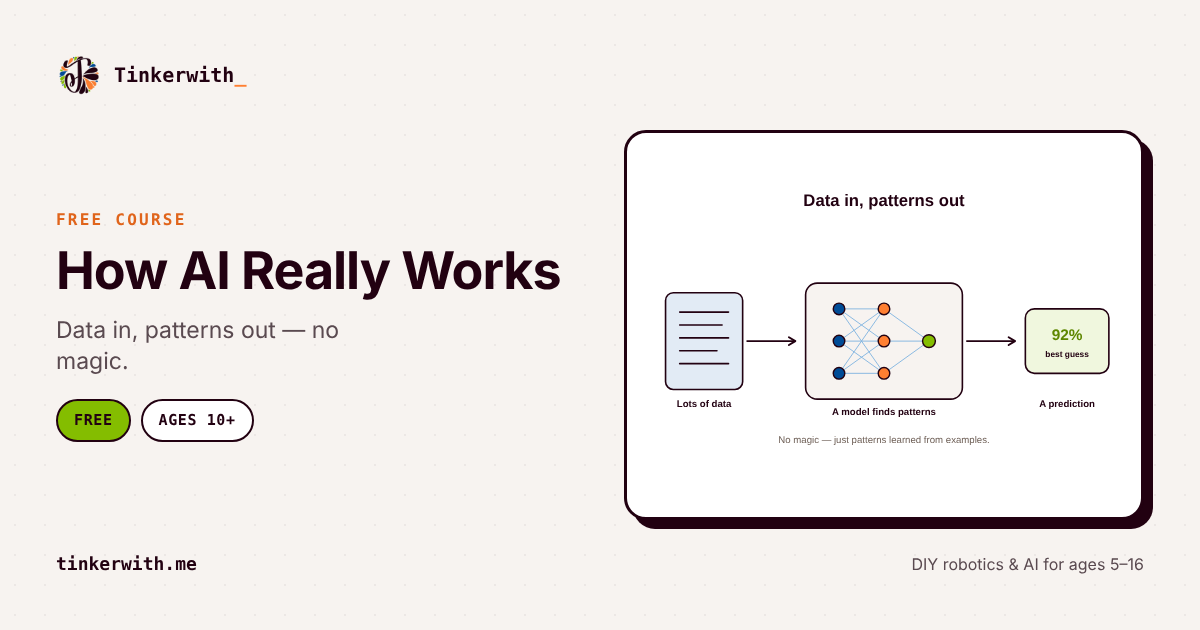 Tinkerwith_
FREE COURSE
How AI Really Works
Data in, patterns out — no
magic.
FREE
AGES 10+
tinkerwith.me
Data in, patterns out
92%
best guess
Lots of data
A model finds patterns
A prediction
No magic — just patterns learned from examples.
DIY robotics & AI for ages 5–16